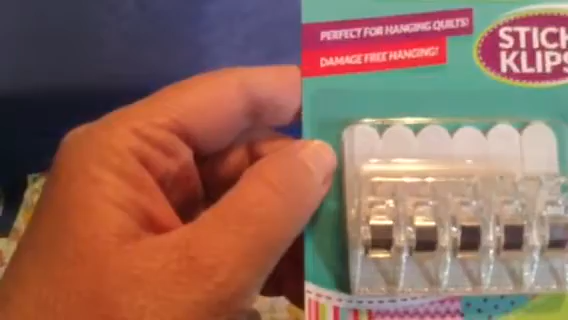 PERFECT FOR HANGING QUILTS!
DAMAGE FREE HANGING!
STICK
KLIPS